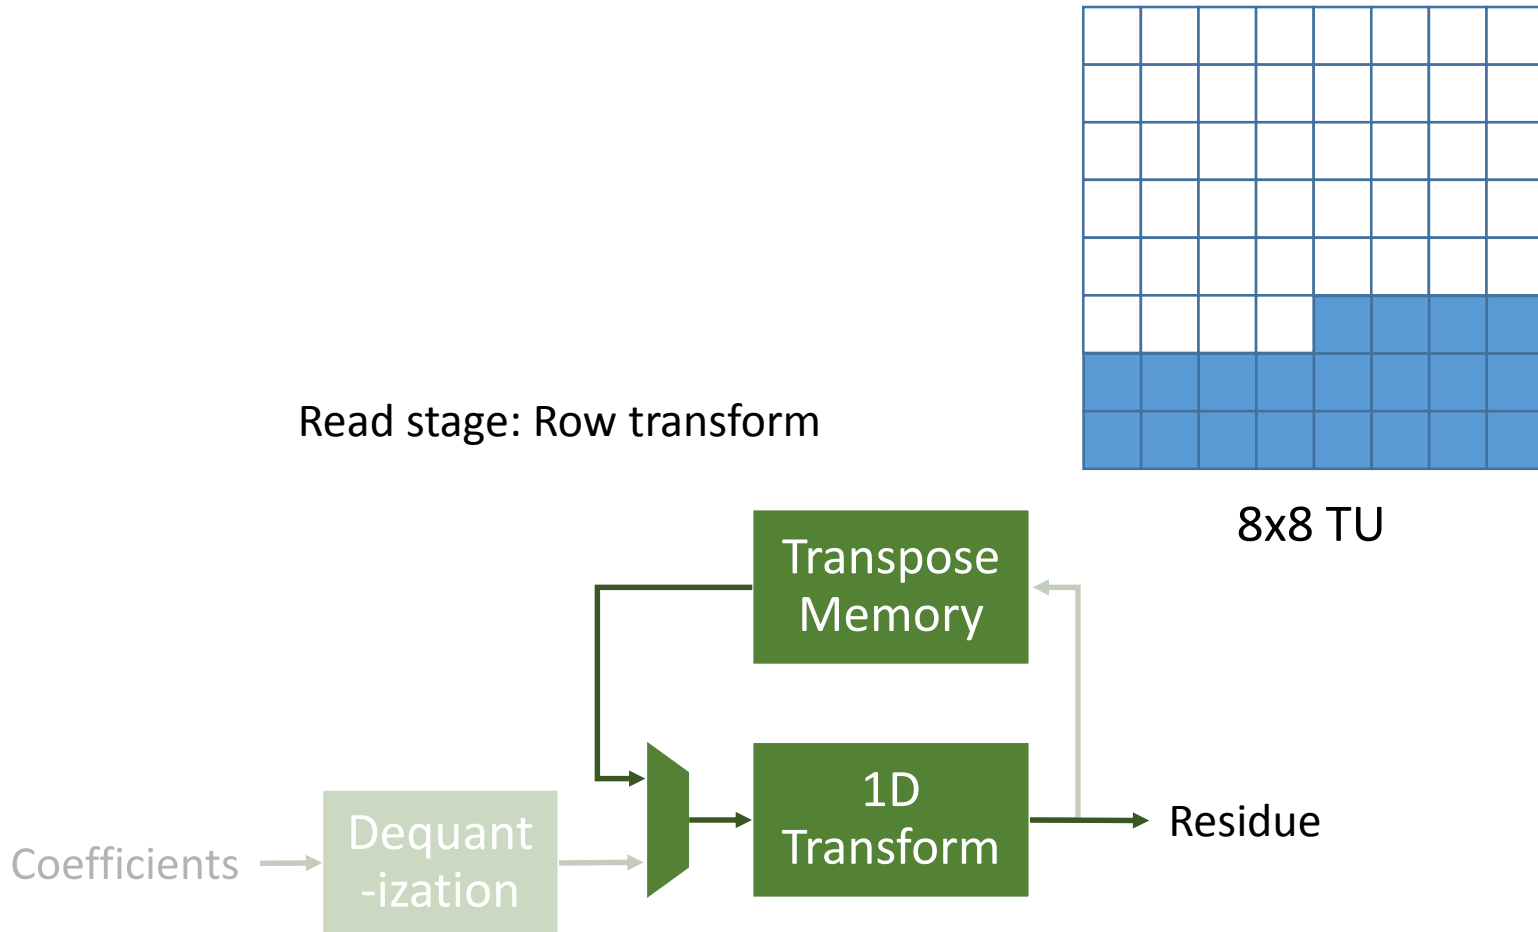 Read stage: Row transform
8x8 TU
Transpose
Memory
1D
Transform
Residue
Dequant
-ization
Coefficients